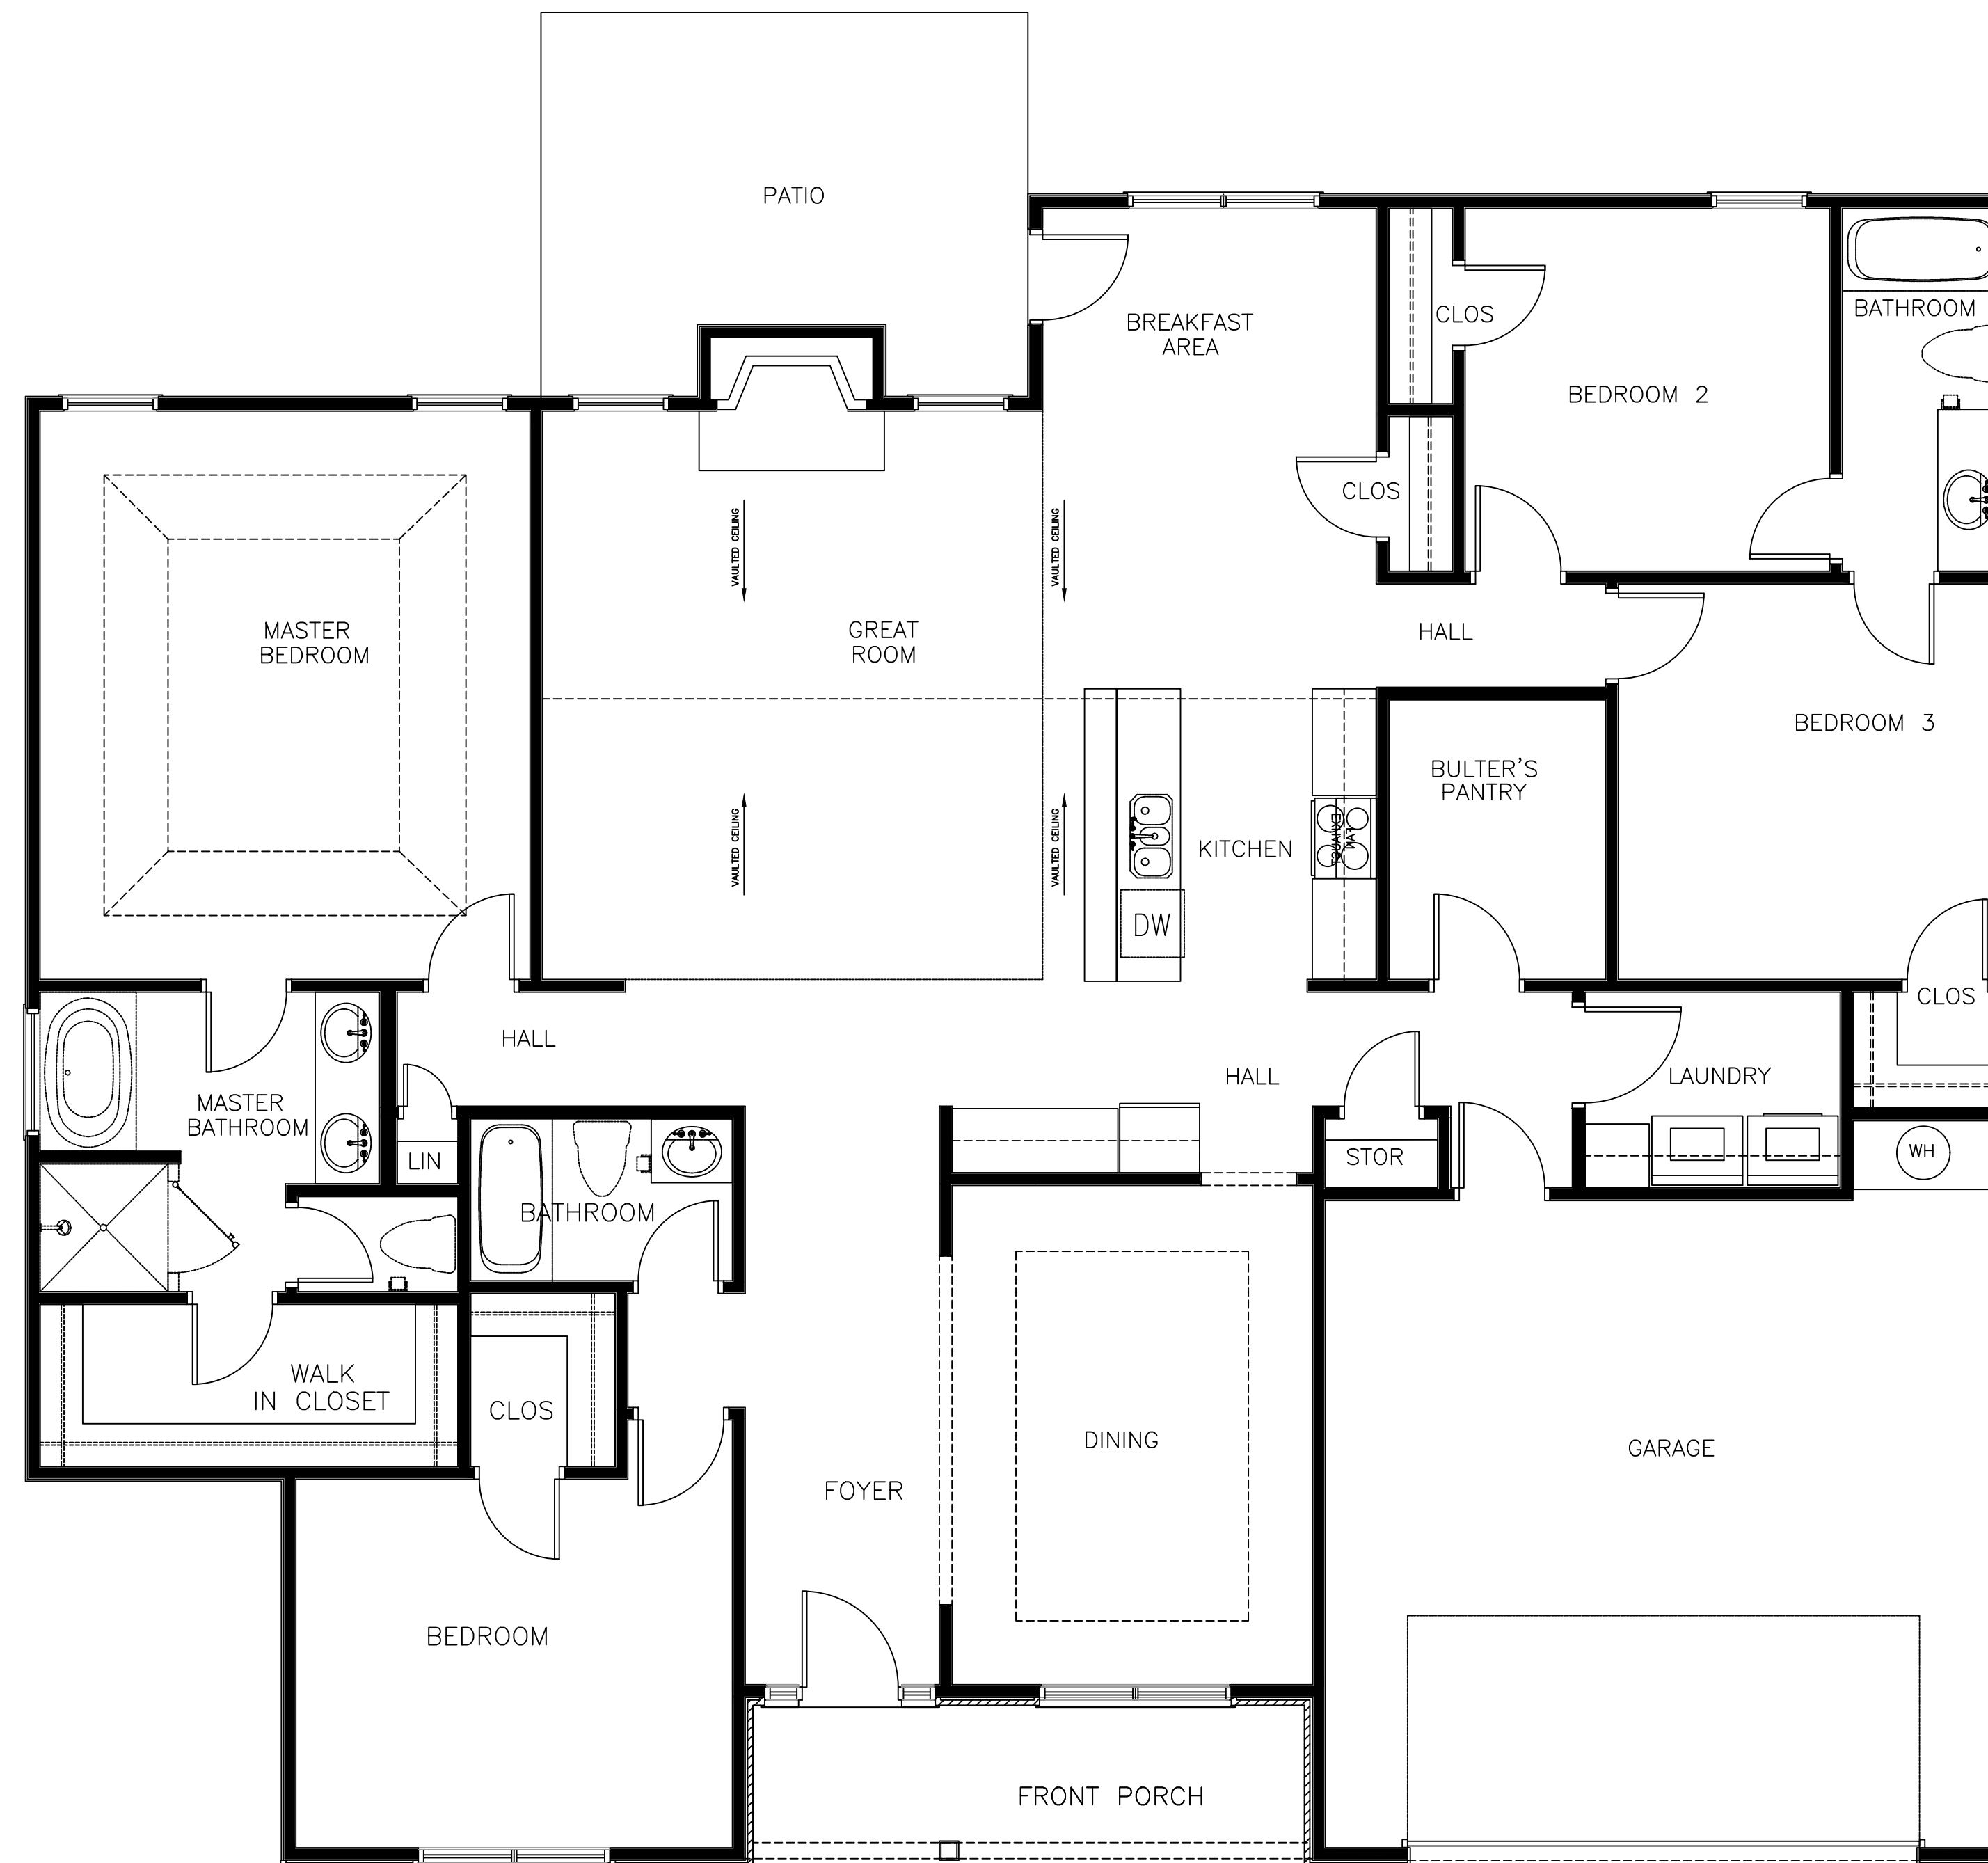 PATIO
BREAKFAST
AREA
CLOS
BATHROOM
BEDROOM 2
CLOS
VAULTED CEILING
VAULTED CEILING
MASTER
BEDROOM
GREAT
ROOM
HALL
BEDROOM 3
BULTER'S
PANTRY
VAULTED CEILING
VAULTED CEILING
KITCHEN
EXHAUST
FAN
DW
CLOS
HALL
HALL
LAUNDRY
MASTER
BATHROOM
LIN
STOR
WH
BATHROOM
WALK
IN CLOSET
CLOS
DINING
GARAGE
FOYER
BEDROOM
FRONT PORCH